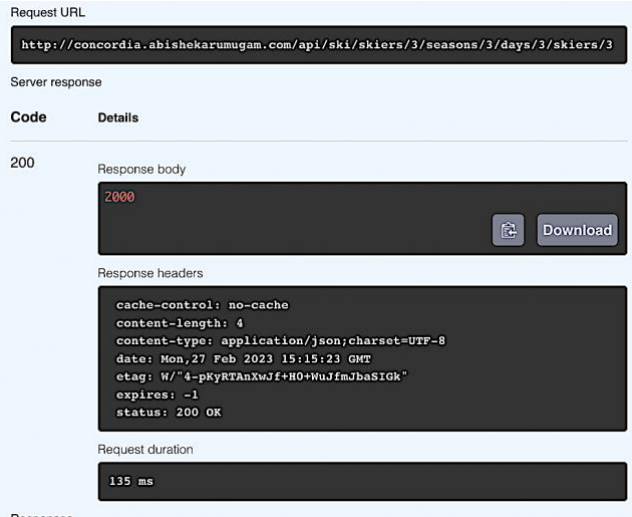 Request URL
http://concordia.abishekarumugam.com/api/ski/skiers/3/seasons/3/days/3/skiers/3
Server response
Code Details
200
Response body
2000
Download
Response headers
cache-control: no-cache
content-length: 4
content-type: application/json;charset=UTF-8
date: Mon,27 Feb 2023 15:15:23 GMT
etag: W/"4-pKyRTAnXwJf+HO+WuJfmJbaSIGk"
expires: -1
status: 200 OK
Request duration
135 ms